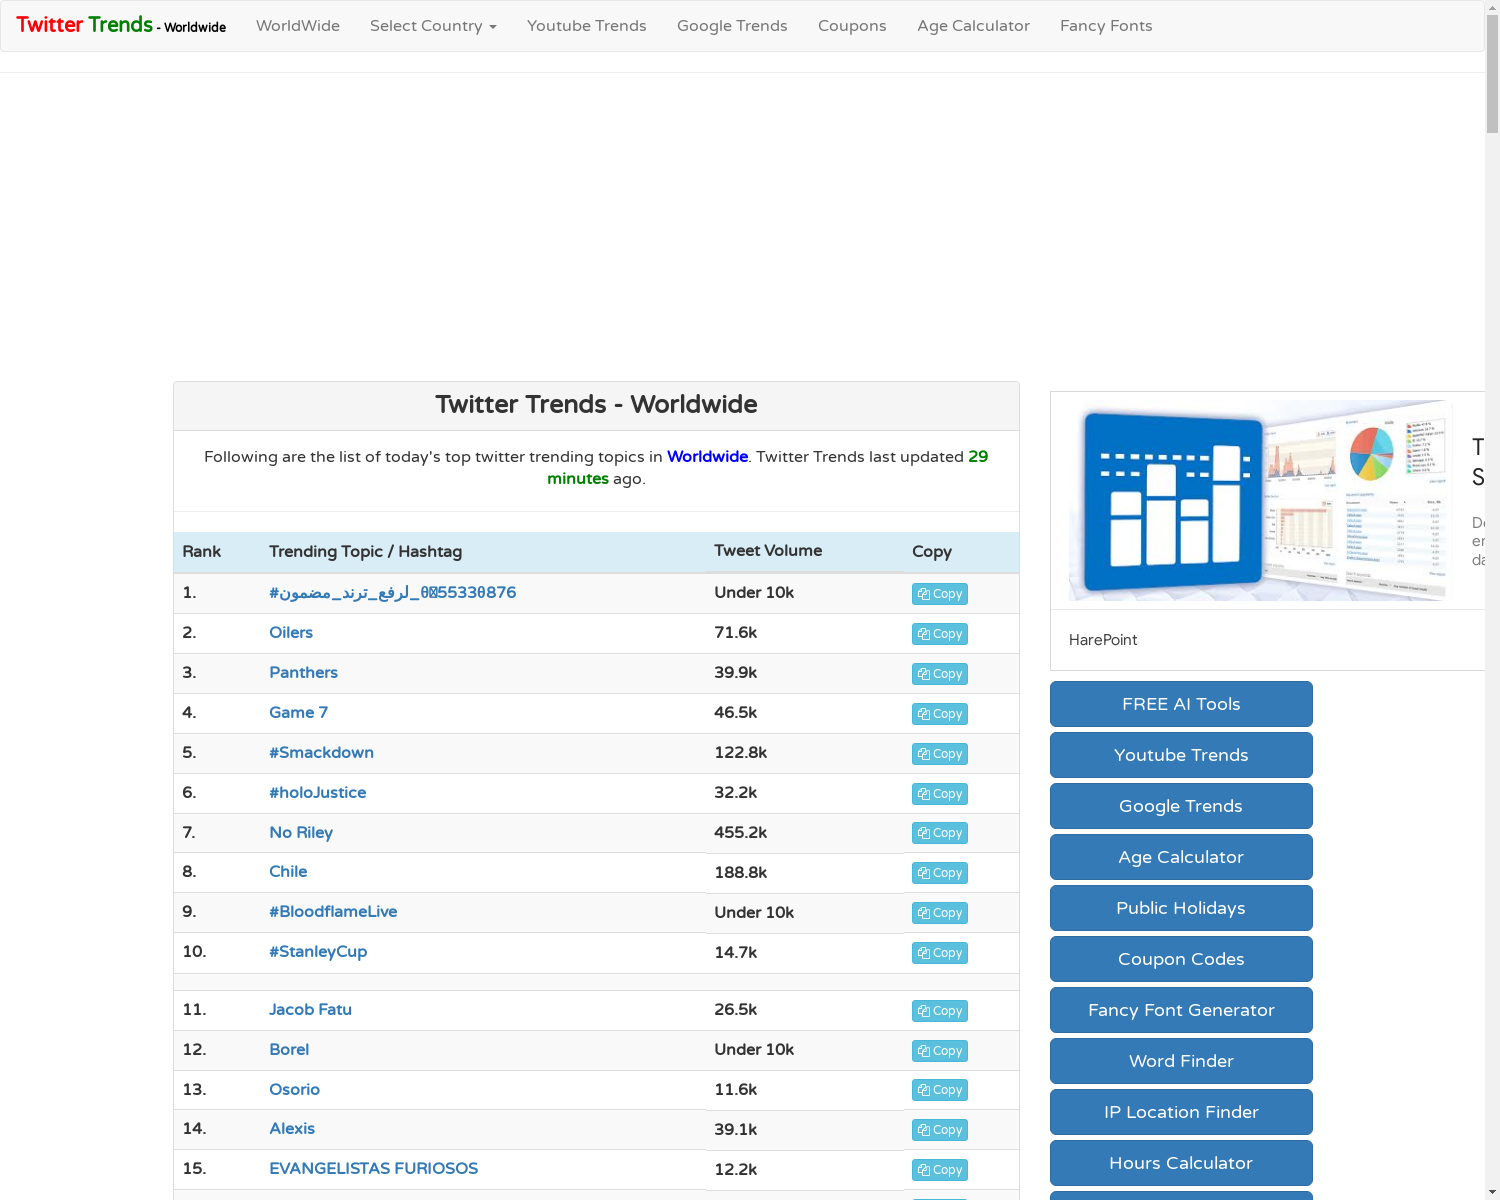 Twitter Trends - Worldwide
WorldWide
Select Country
Youtube Trends
Google Trends
Coupons
Age Calculator
Fancy Fonts
Twitter Trends - Worldwide
Following are the list of today's top twitter trending topics in Worldwide. Twitter Trends last updated 29
minutes ago.
Rank Trending Topic / Hashtag Tweet Volume Copy
1. Under 10k Copy
2. Oilers 71.6k Copy
3. Panthers 39.9k Copy
4. Game 7 46.5k Copy
5. #Smackdown 122.8k Copy
6. #holoJustice 32.2k Copy
7. No Riley 455.2k Copy
8. Chile 188.8k Copy
9. #BloodflameLive Under 10k Copy
10. #StanleyCup 14.7k Copy
11. Jacob Fatu 26.5k Copy
12. Borel Under 10k Copy
13. Osorio 11.6k Copy
14. Alexis 39.1k Copy
15. EVANGELISTAS FURIOSOS 12.2k Copy
HarePoint
FREE AI Tools
Youtube Trends
Google Trends
Age Calculator
Public Holidays
Coupon Codes
Fancy Font Generator
Word Finder
IP Location Finder
Hours Calculator